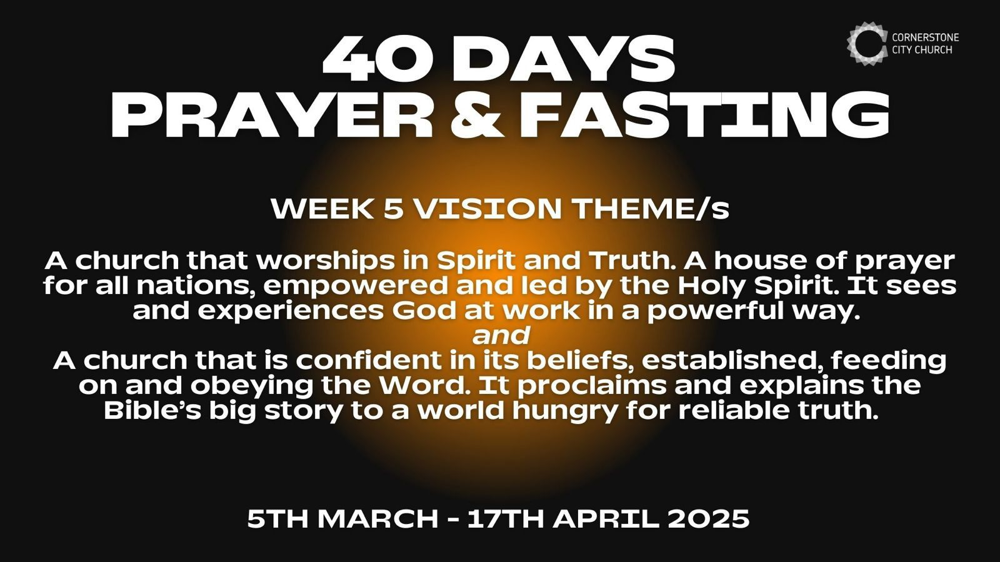 CORNERSTONE
CITY CHURCH
40 DAYS
PRAYER & FASTING
WEEK 5 VISION THEME/s
A church that worships in Spirit and Truth. A house of prayer
for all nations, empowered and led by the Holy Spirit. It sees
and experiences God at work in a powerful way.
and
A church that is confident in its beliefs, established, feeding
on and obeying the Word. It proclaims and explains the
Bible’s big story to a world hungry for reliable truth.
5TH MARCH - 17TH APRIL 2025